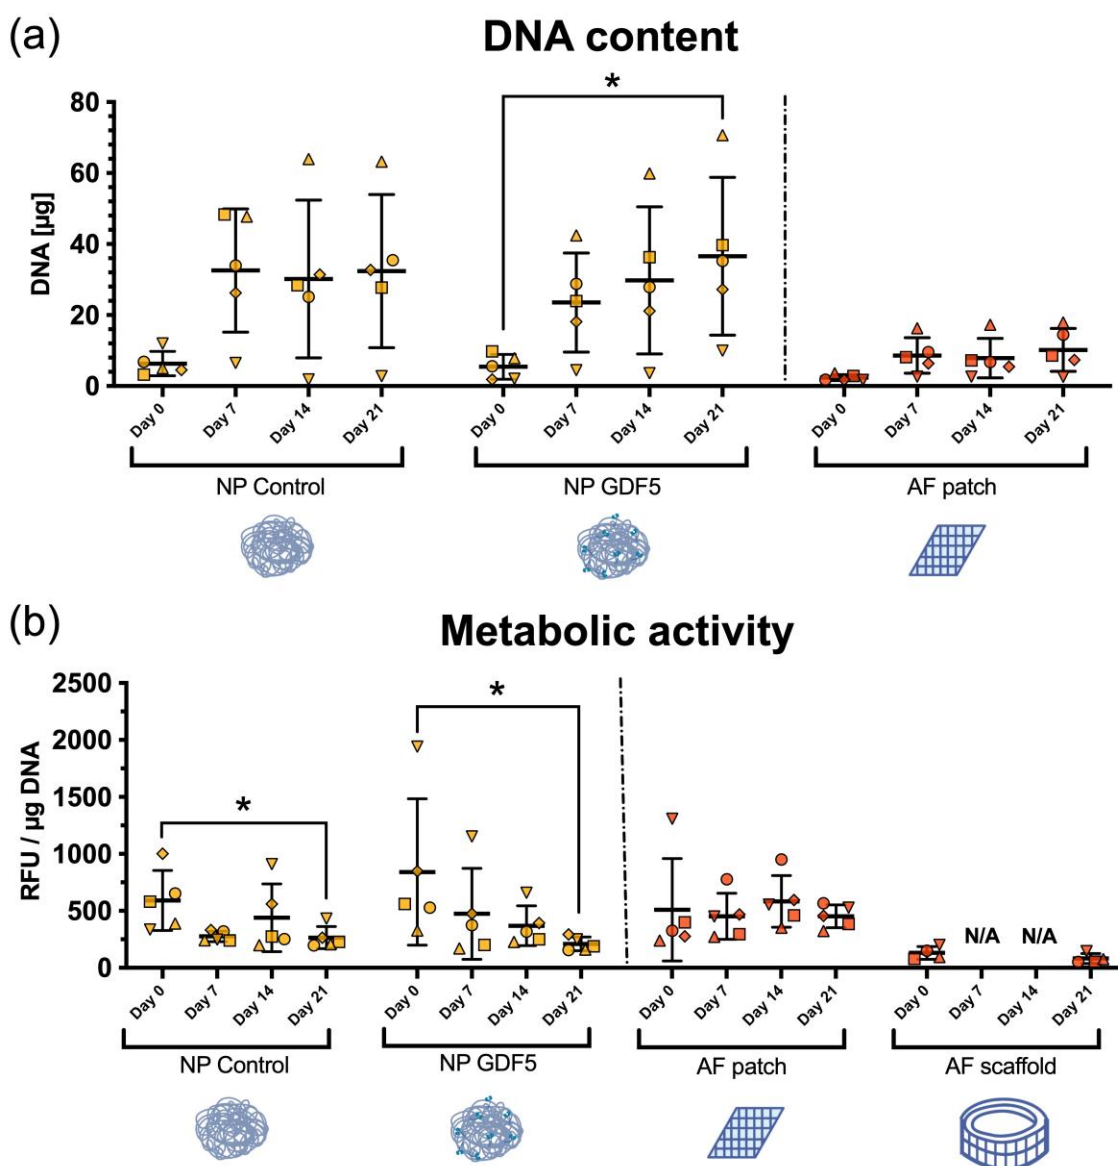 (a)
DNA content
*
80
60
40
20
0
DNA [µg]
Day 0 Day 7 Day 14 Day 21 Day 0 Day 7 Day 14 Day 21 Day 0 Day 7 Day 14 Day 21
NP Control NP GDF5 AF patch
(b)
Metabolic activity
2500
2000
1500
1000
500
0
RFU / µg DNA
* *
N/A N/A
Day 0 Day 7 Day 14 Day 21 Day 0 Day 7 Day 14 Day 21 Day 0 Day 7 Day 14 Day 21 Day 0 Day 7 Day 14 Day 21
NP Control NP GDF5 AF patch AF scaffold